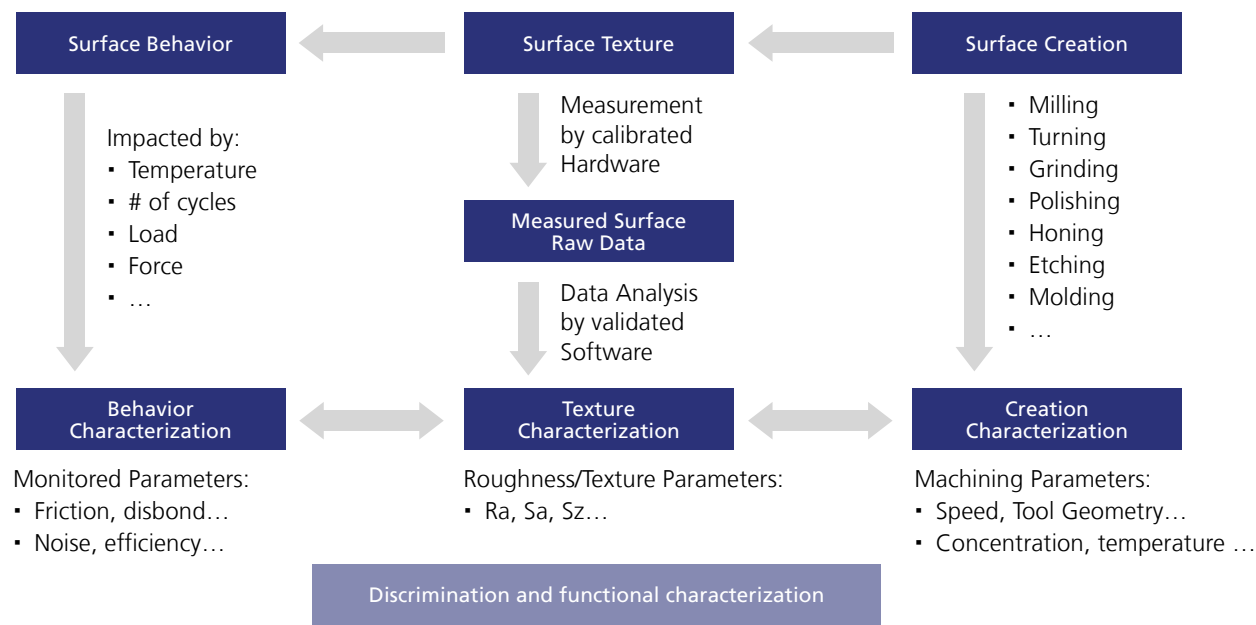 Surface Behavior
Surface Texture
Surface Creation
Impacted by:
▪ Temperature
▪ # of cycles
▪ Load
▪ Force
▪ …
Measurement
by calibrated
Hardware
Measured Surface
Raw Data
Data Analysis
by validated
Software
▪ Milling
▪ Turning
▪ Grinding
▪ Polishing
▪ Honing
▪ Etching
▪ Molding
▪ …
Behavior
Characterization
Texture
Characterization
Creation
Characterization
Monitored Parameters:
▪ Friction, disbond…
▪ Noise, efficiency…
Roughness/Texture Parameters:
▪ Ra, Sa, Sz…
Machining Parameters:
▪ Speed, Tool Geometry…
▪ Concentration, temperature …
Discrimination and functional characterization